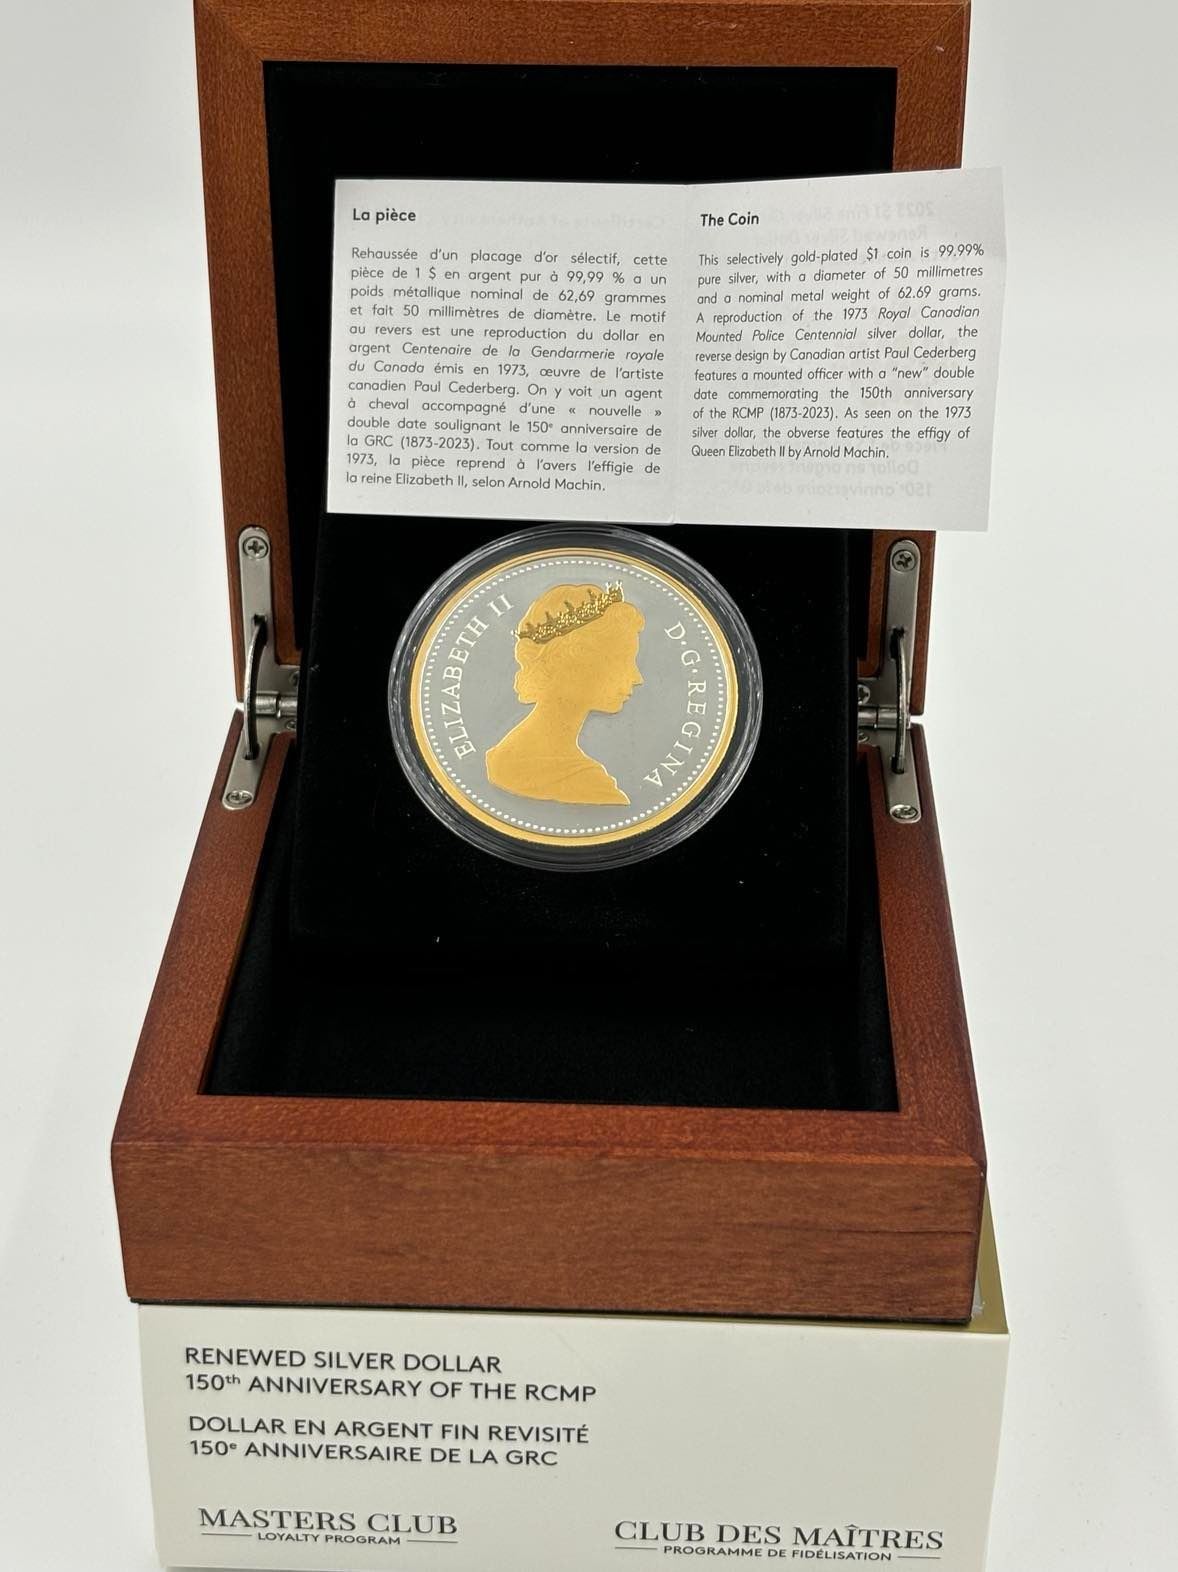 La pièce
Rehaussée d'un placage d'or sélectif, cette
pièce de 1 $ en argent pur à 99,99 % a un
poids métallique nominal de 62,69 grammes
et fait 50 millimètres de diamètre. Le motif
au revers est une reproduction du dollar en
argent Centenaire de la Gendarmerie royale
du Canada émis en 1973, œuvre de l'artiste
canadien Paul Cederberg. On y voit un agent
à cheval accompagné d'une « nouvelle »
double date soulignant le 150e anniversaire de
la GRC (1873-2023). Tout comme la version de
1973, la pièce reprend à l'avers l'effigie de
la reine Elizabeth II, selon Arnold Machin.
The Coin
This selectively gold-plated $1 coin is 99.99%
pure silver, with a diameter of 50 millimetres
and a nominal metal weight of 62.69 grams.
A reproduction of the 1973 Royal Canadian
Mounted Police Centennial silver dollar, the
reverse design by Canadian artist Paul Cederberg
features a mounted officer with a "new" double
date commemorating the 150th anniversary
of the RCMP (1873-2023). As seen on the 1973
silver dollar, the obverse features the effigy of
Queen Elizabeth II by Arnold Machin.
ELIZABETH II
D·G·REGINA
RENEWED SILVER DOLLAR
150th ANNIVERSARY OF THE RCMP
DOLLAR EN ARGENT FIN REVISITÉ
150e ANNIVERSAIRE DE LA GRC
MASTERS CLUB
LOYALTY PROGRAM
CLUB DES MAÎTRES
PROGRAMME DE FIDÉLISATION